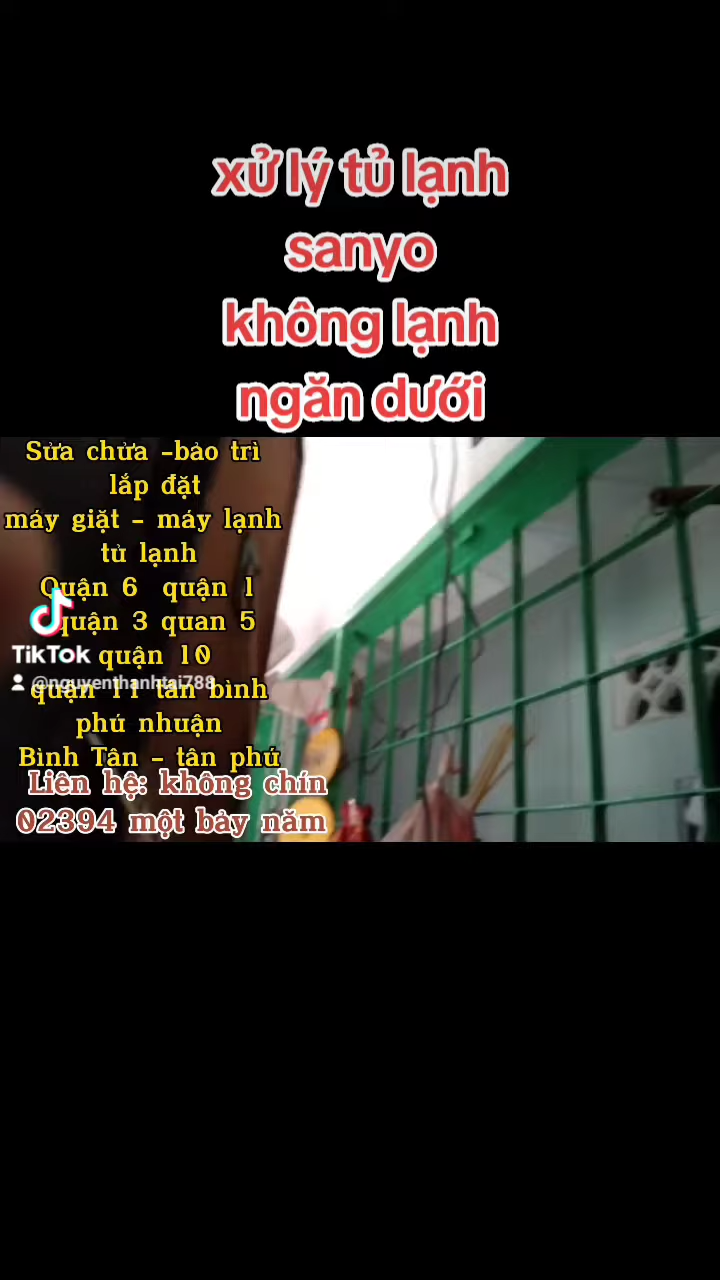 xử lý tủ lạnh
sanyo
không lạnh
ngăn dưới
Sửa chửa -bảo trì
lắp đặt
máy giặt - máy lạnh
tủ lạnh
Quận 6 quận 1
quận 3 quan 5
TikTok
quận 10
@nguyenthanhtai788
quận 11 tân bình
phú nhuận
Bình Tân - tân phứ
Liên hệ: không chín
02394 một bảy năm